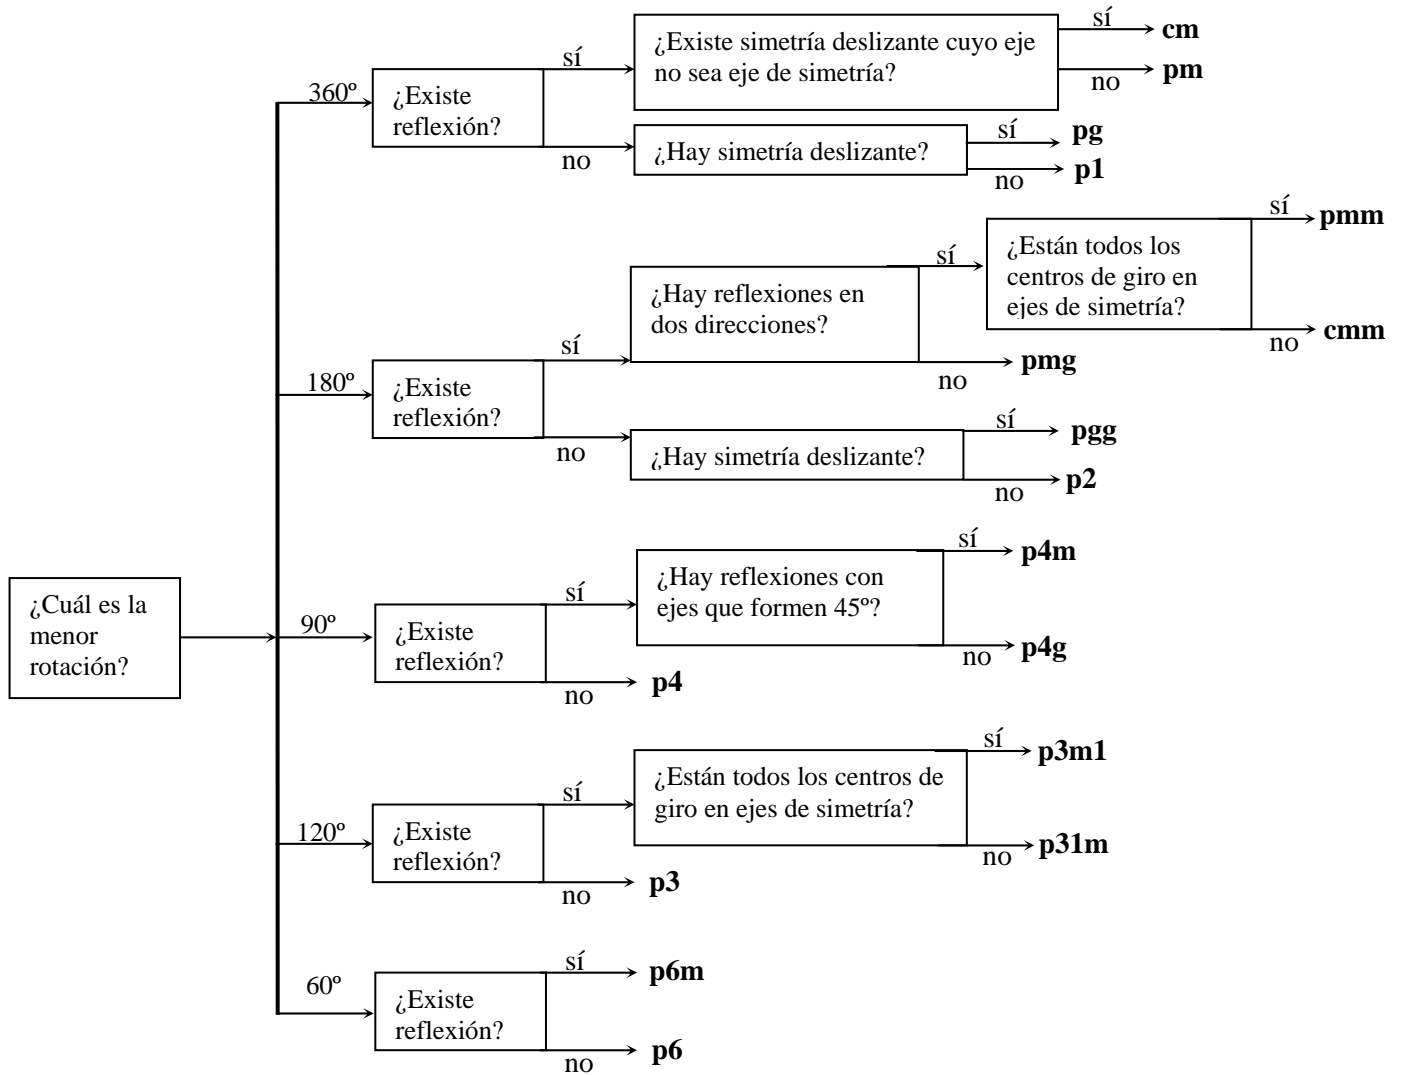 ¿Cuál es la
menor
rotación?
360º
¿Existe
reflexión?
sí
¿Existe simetría deslizante cuyo eje
no sea eje de simetría?
sí
cm
no
pm
no
¿Hay simetría deslizante?
sí
pg
no
p1
180º
¿Existe
reflexión?
sí
¿Hay reflexiones en
dos direcciones?
sí
¿Están todos los
centros de giro en
ejes de simetría?
sí
pmm
no
cmm
no
pmg
no
¿Hay simetría deslizante?
sí
pgg
no
p2
90º
¿Existe
reflexión?
sí
¿Hay reflexiones con
ejes que formen 45º?
sí
p4m
no
p4g
no
p4
120º
¿Existe
reflexión?
sí
¿Están todos los centros de
giro en ejes de simetría?
sí
p3m1
no
p31m
no
p3
60º
¿Existe
reflexión?
sí
p6m
no
p6